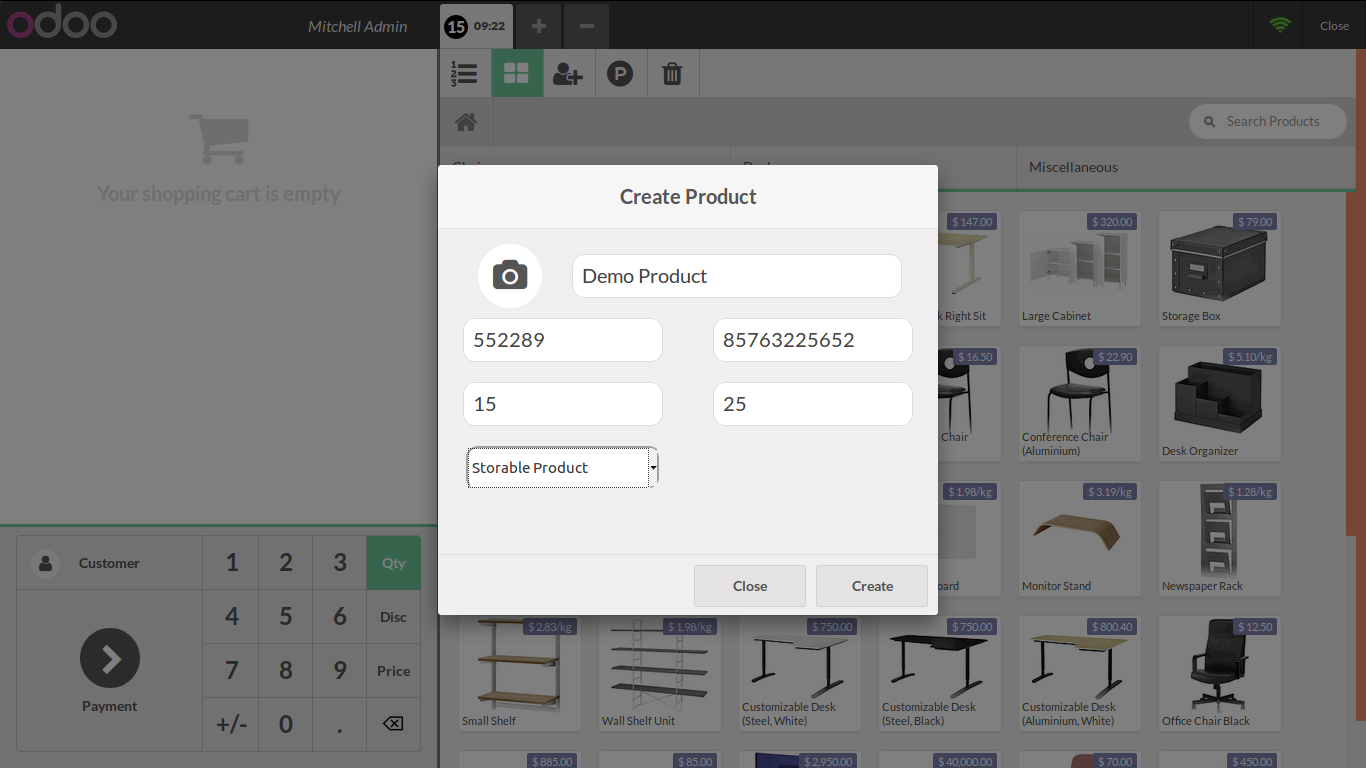 odoo
Mitchell Admin
15 09:22
Close
1
2
3
P
Search Products
Miscellaneous
Your shopping cart is empty
Create Product
Demo Product
552289
85763225652
15
25
Storable Product
Close
Create
$ 147.00
$ 320.00
$ 79.00
Right Sit
Large Cabinet
Storage Box
$ 16.50
$ 22.90
$ 5.10/kg
Chair
Conference Chair
(Aluminium)
Desk Organizer
$ 1.98/kg
$ 3.19/kg
$ 1.28/kg
oard
Monitor Stand
Newspaper Rack
$ 2.83/kg
$ 1.98/kg
$ 750.00
$ 750.00
$ 800.40
$ 12.50
Small Shelf
Wall Shelf Unit
Customizable Desk
(Steel, White)
Customizable Desk
(Steel, Black)
Customizable Desk
(Aluminium, White)
Office Chair Black
$ 885.00
$ 85.00
$ 2,950.00
$ 40,000.00
$ 70.00
$ 450.00
Customer
1 2 3 Qty
4 5 6 Disc
7 8 9 Price
+/- 0 .
Payment